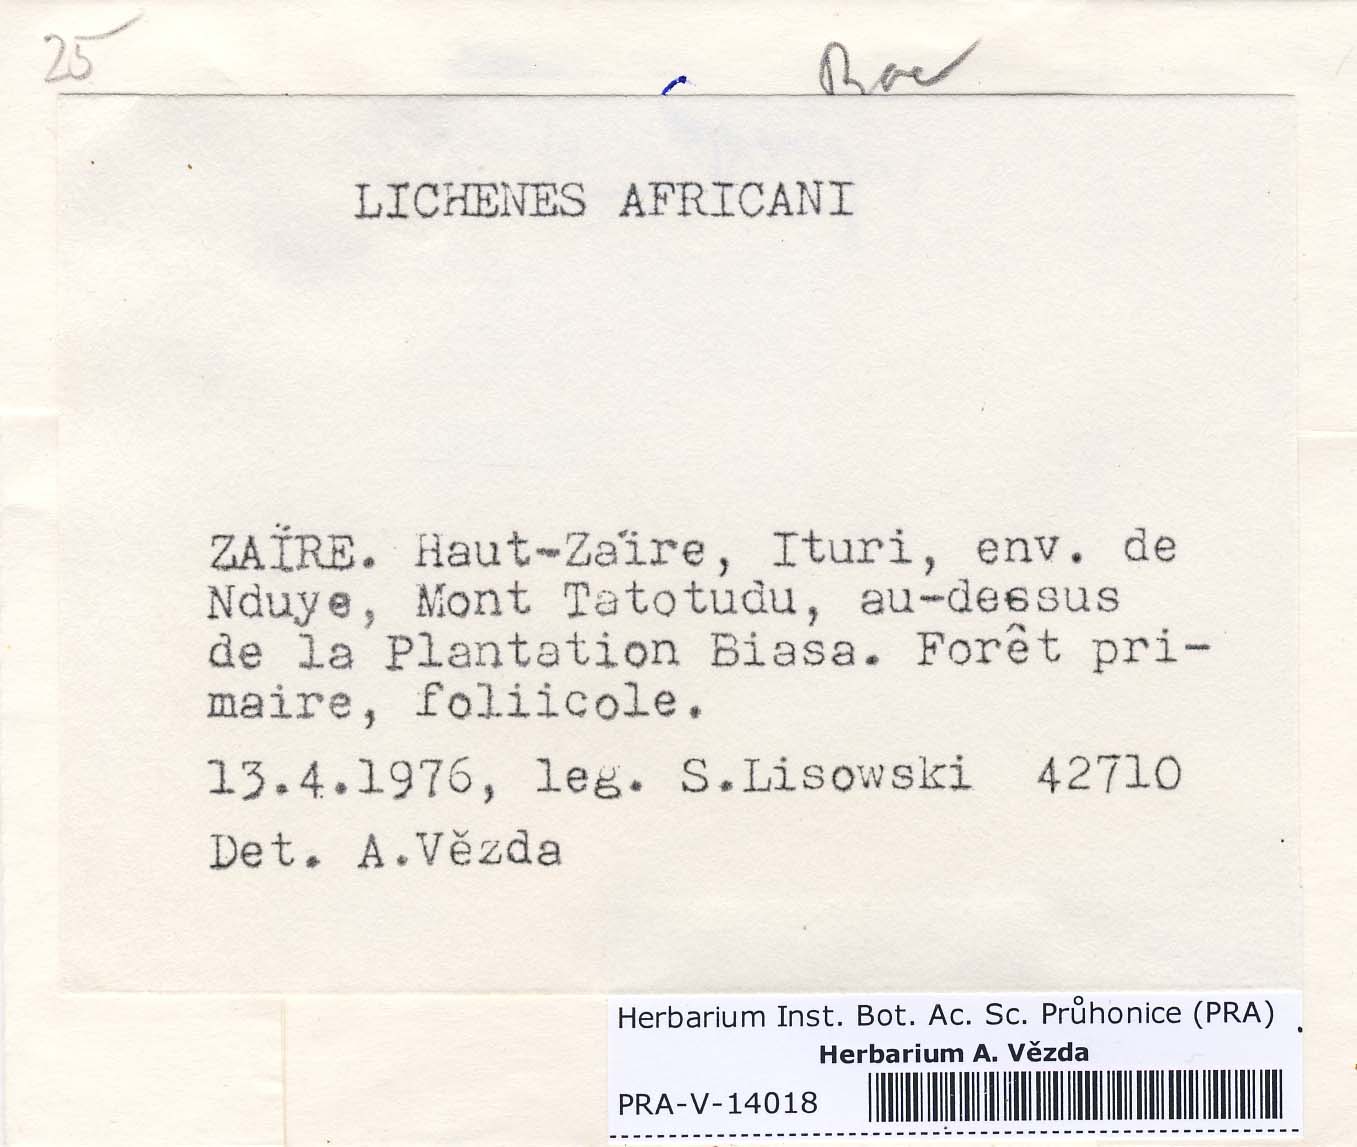 25
LICHENES AFRICANI
ZAÏRE. Haut-Zaïre, Ituri, env. de
Nduye, Mont Tatotudu, au-dessus
de la Plantation Biasa. Forêt pri-
maire, foliicole.
13.4.1976, leg. S.Lisowski 42710
Det. A.Vězda
Herbarium Inst. Bot. Ac. Sc. Průhonice (PRA)
Herbarium A. Vězda
PRA-V-14018